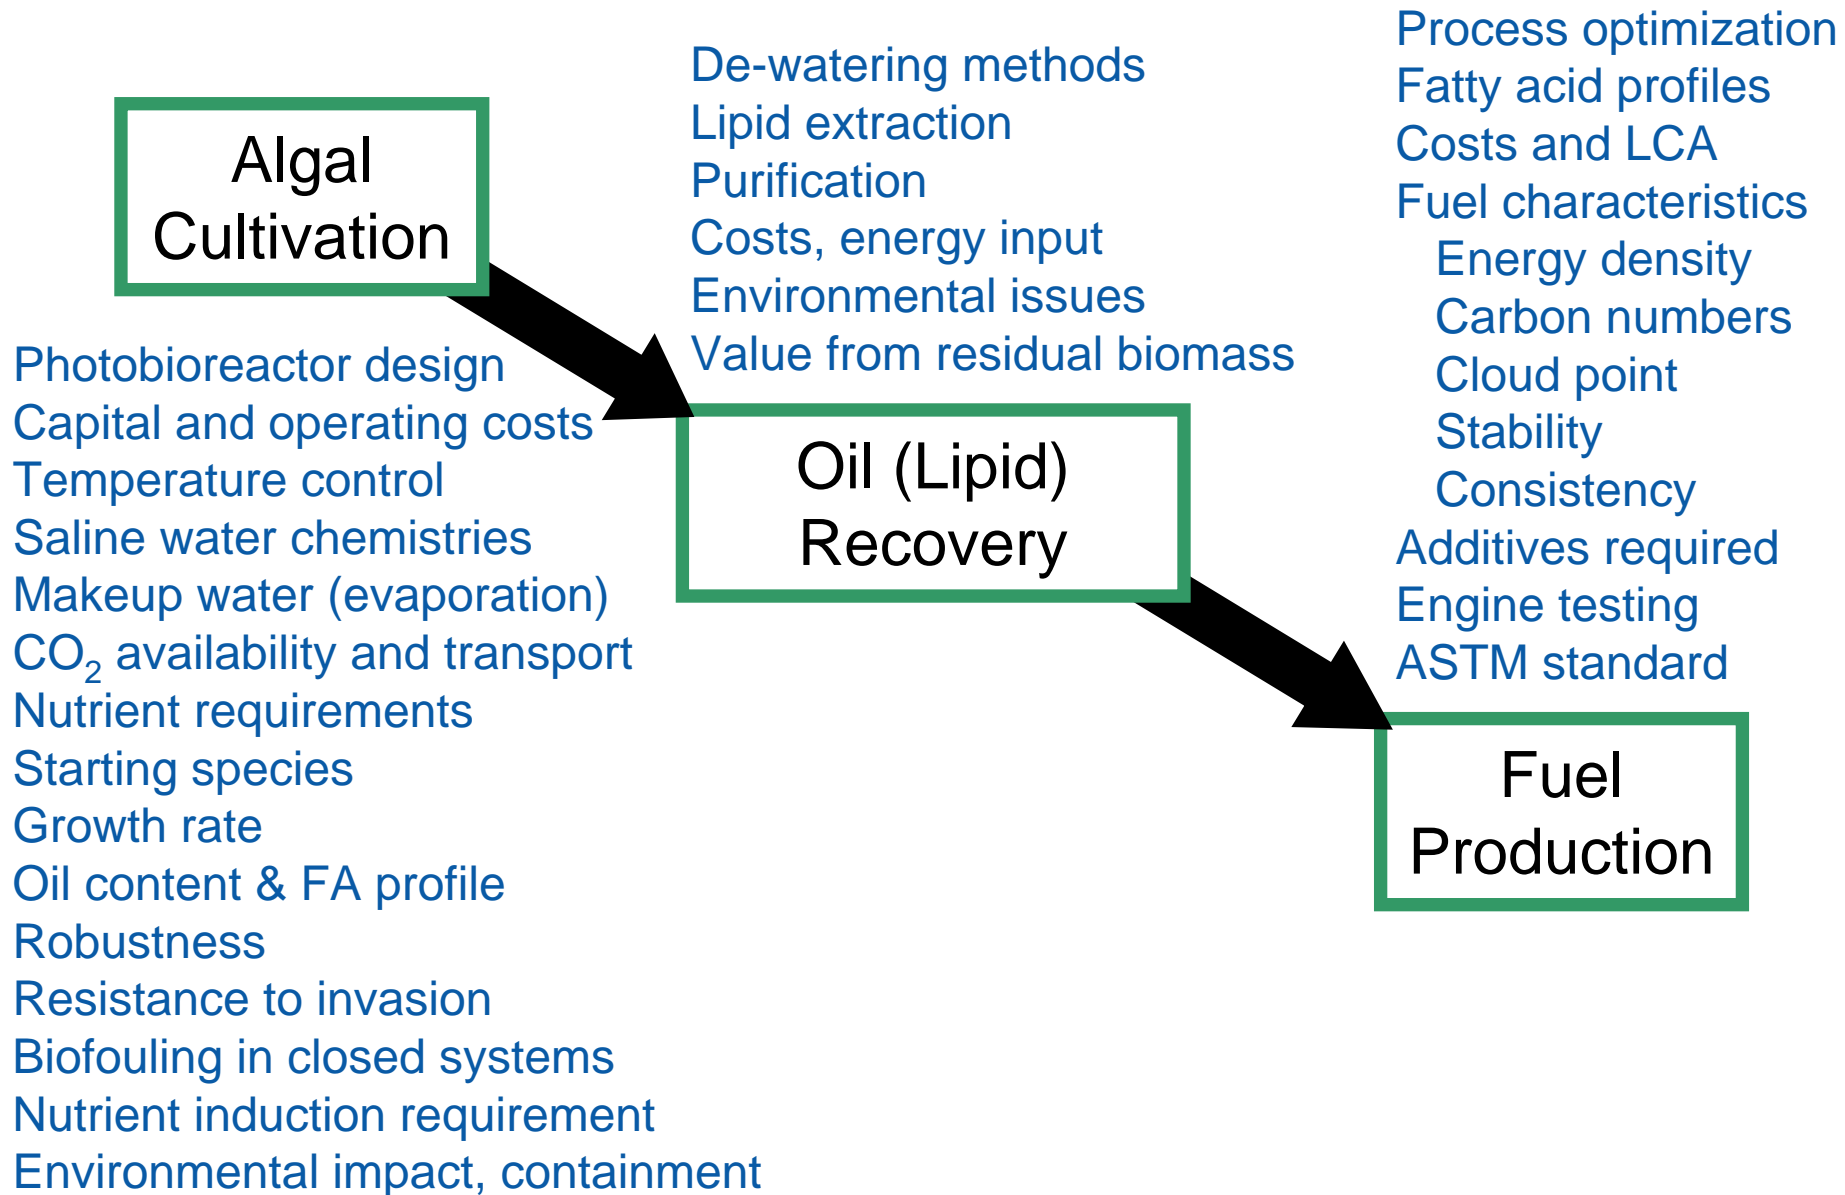 Algal
Cultivation
Photobioreactor design
Capital and operating costs
Temperature control
Saline water chemistries
Makeup water (evaporation)
CO₂ availability and transport
Nutrient requirements
Starting species
Growth rate
Oil content & FA profile
Robustness
Resistance to invasion
Biofouling in closed systems
Nutrient induction requirement
Environmental impact, containment
De-watering methods
Lipid extraction
Purification
Costs, energy input
Environmental issues
Value from residual biomass
Oil (Lipid)
Recovery
Process optimization
Fatty acid profiles
Costs and LCA
Fuel characteristics
Energy density
Carbon numbers
Cloud point
Stability
Consistency
Additives required
Engine testing
ASTM standard
Fuel
Production